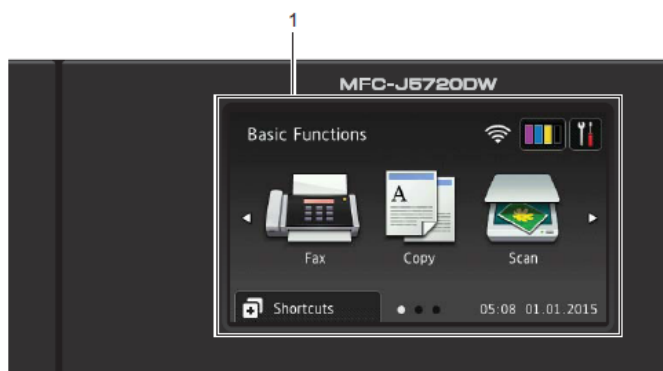 1
MFC-J5720DW
Basic Functions
A
Fax
Copy
Scan
Shortcuts
05:08 01.01.2015